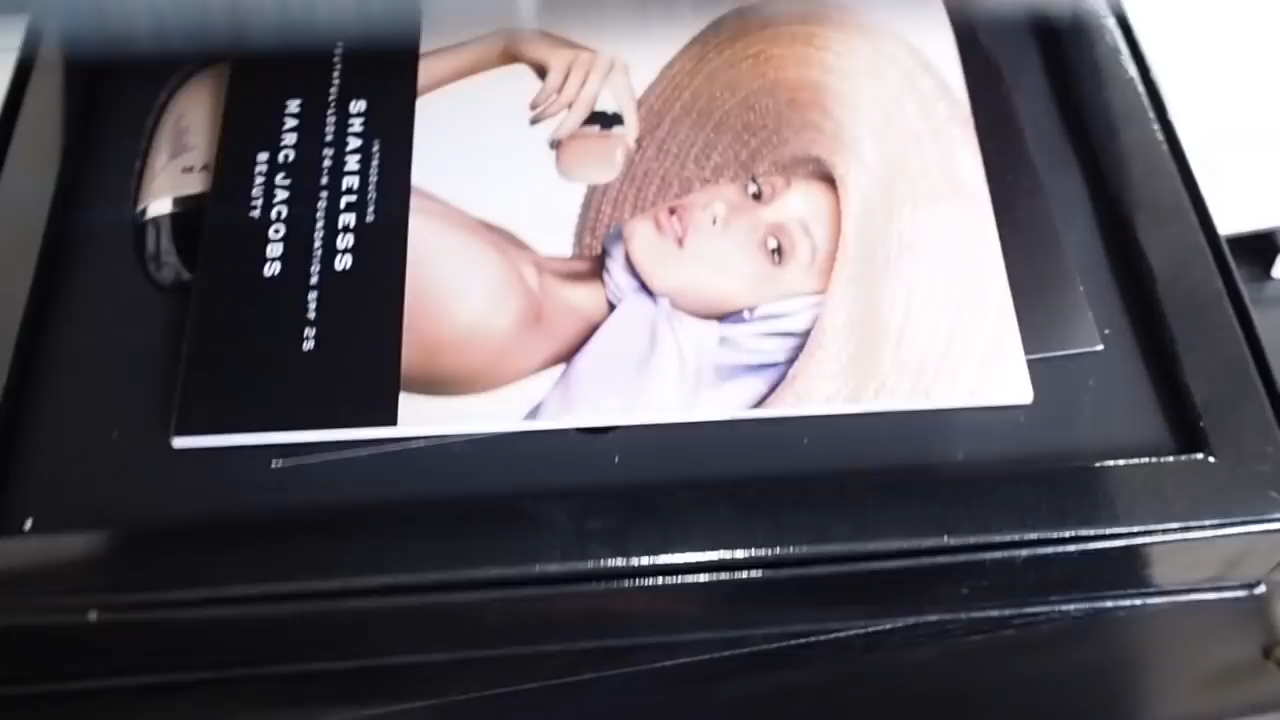 INTRODUCING
SHAMELESS
YOUTHFUL-LOOK 24-H FOUNDATION SPF 25
MARC JACOBS
BEAUTY